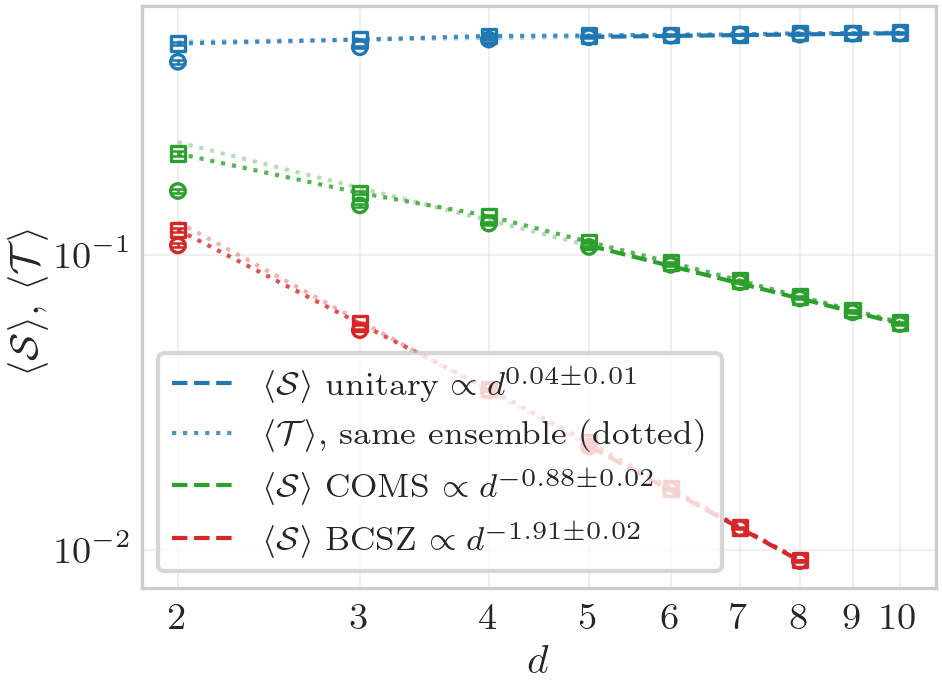 ⟨𝒮⟩, ⟨𝒯⟩
10⁻¹
10⁻²
⟨𝒮⟩ unitary ∝ d^{0.04±0.01}
⟨𝒯⟩, same ensemble (dotted)
⟨𝒮⟩ COMS ∝ d^{−0.88±0.02}
⟨𝒮⟩ BCSZ ∝ d^{−1.91±0.02}
2 3 4 5 6 7 8 9 10
d